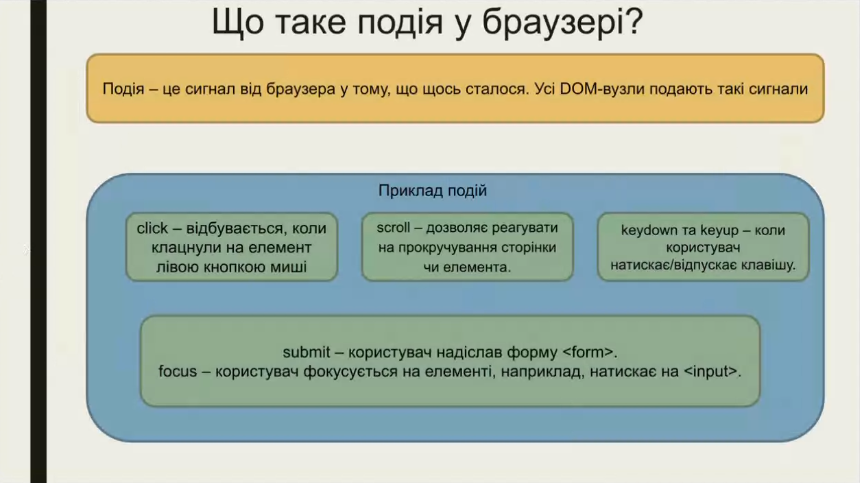 Що таке подія у браузері?
Подія – це сигнал від браузера у тому, що щось сталося. Усі DOM-вузли подають такі сигнали
Приклад подій
click – відбувається, коли
клацнули на елемент
лівою кнопкою миші
scroll – дозволяє реагувати
на прокручування сторінки
чи елемента.
keydown та keyup – коли
користувач
натискає/відпускає клавішу.
submit – користувач надіслав форму <form>.
focus – користувач фокусується на елементі, наприклад, натискає на <input>.